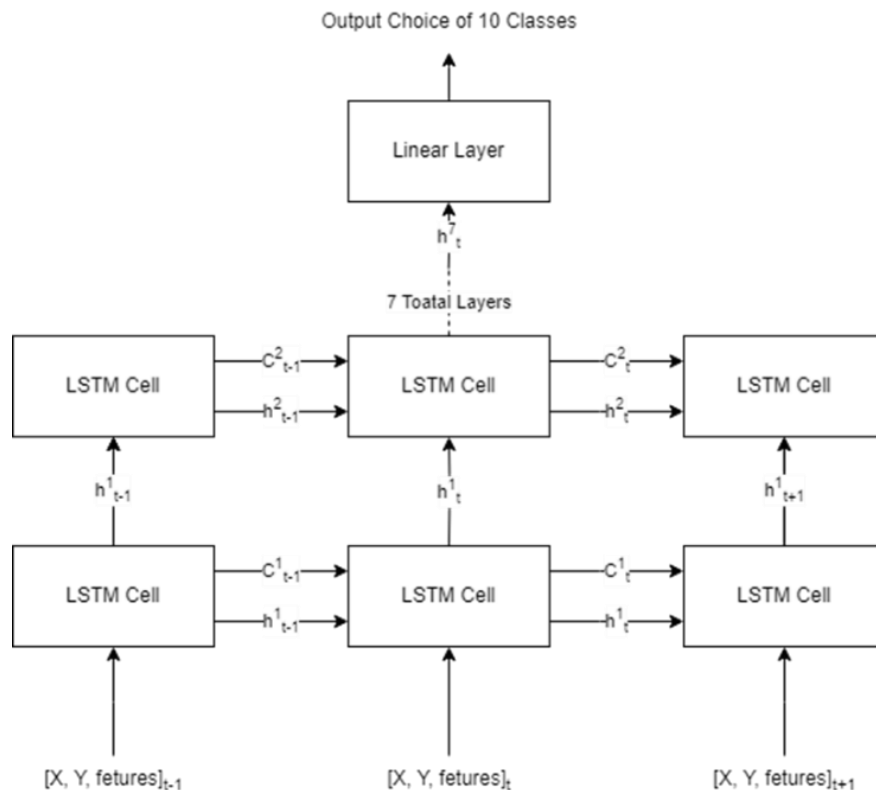 Output Choice of 10 Classes
Linear Layer
h⁷ₜ
7 Toatal Layers
LSTM Cell
C²ₜ₋₁
h²ₜ₋₁
LSTM Cell
C²ₜ
h²ₜ
LSTM Cell
h¹ₜ₋₁
h¹ₜ
h¹ₜ₊₁
LSTM Cell
C¹ₜ₋₁
h¹ₜ₋₁
LSTM Cell
C¹ₜ
h¹ₜ
LSTM Cell
[X, Y, fetures]ₜ₋₁
[X, Y, fetures]ₜ
[X, Y, fetures]ₜ₊₁